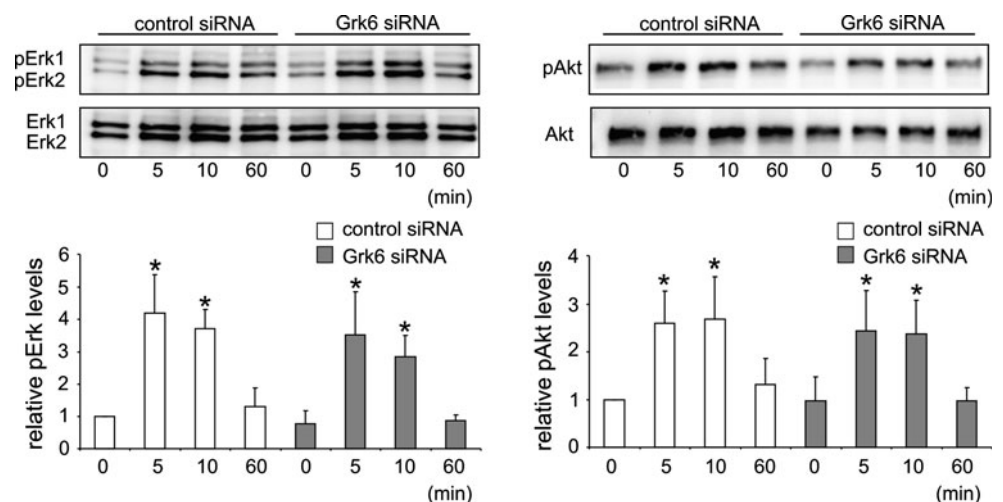 control siRNA Grk6 siRNA
pErk1
pErk2
Erk1
Erk2
0 5 10 60 0 5 10 60
(min)
control siRNA Grk6 siRNA
pAkt
Akt
0 5 10 60 0 5 10 60
(min)
control siRNA
Grk6 siRNA
relative pErk levels
6
5
4
3
2
1
0
* * * *
0 5 10 60 0 5 10 60
(min)
control siRNA
Grk6 siRNA
relative pAkt levels
4
3
2
1
0
* * * *
0 5 10 60 0 5 10 60
(min)